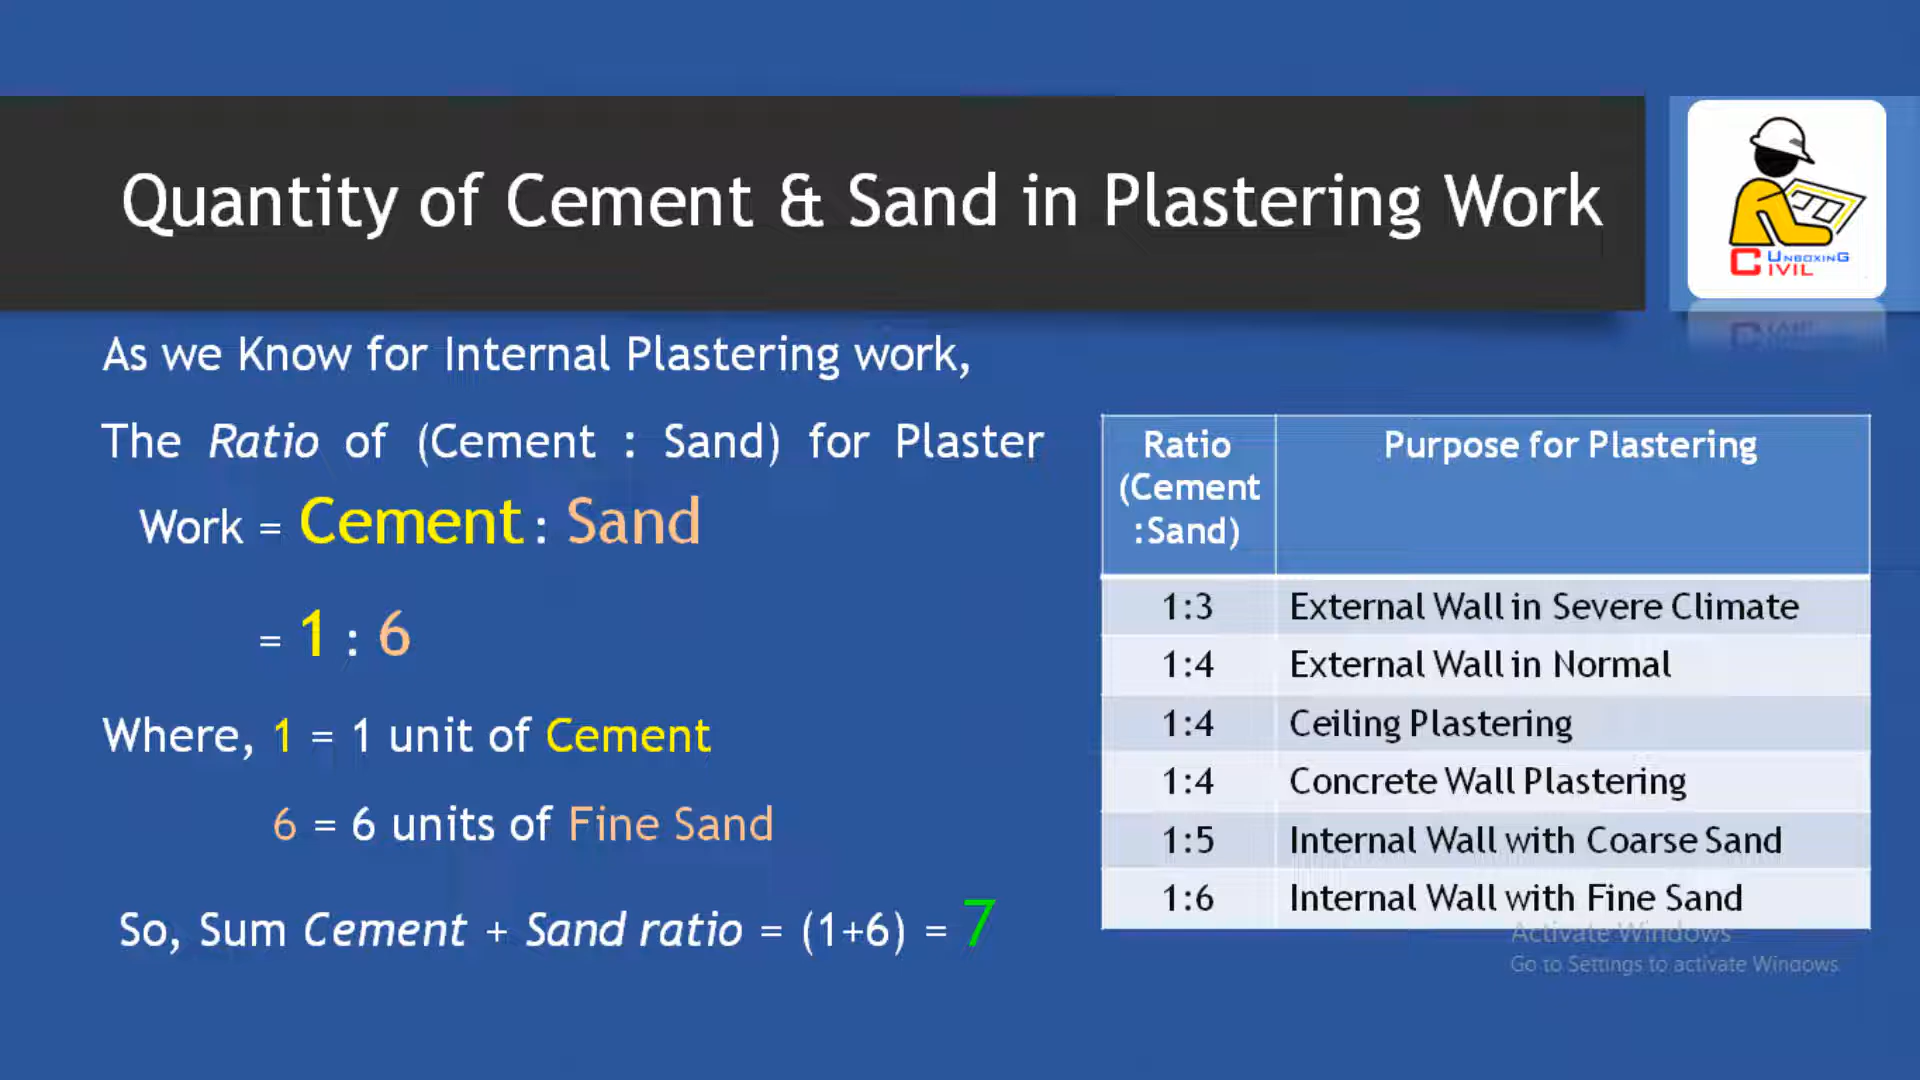 Quantity of Cement & Sand in Plastering Work
UNBOXING
CIVIL
As we Know for Internal Plastering work,
The Ratio of (Cement : Sand) for Plaster
Work = Cement : Sand
= 1 : 6
Where, 1 = 1 unit of Cement
6 = 6 units of Fine Sand
So, Sum Cement + Sand ratio = (1+6) = 7
Ratio
(Cement
:Sand)
Purpose for Plastering
1:3 External Wall in Severe Climate
1:4 External Wall in Normal
1:4 Ceiling Plastering
1:4 Concrete Wall Plastering
1:5 Internal Wall with Coarse Sand
1:6 Internal Wall with Fine Sand
Activate Windows
Go to Settings to activate Windows